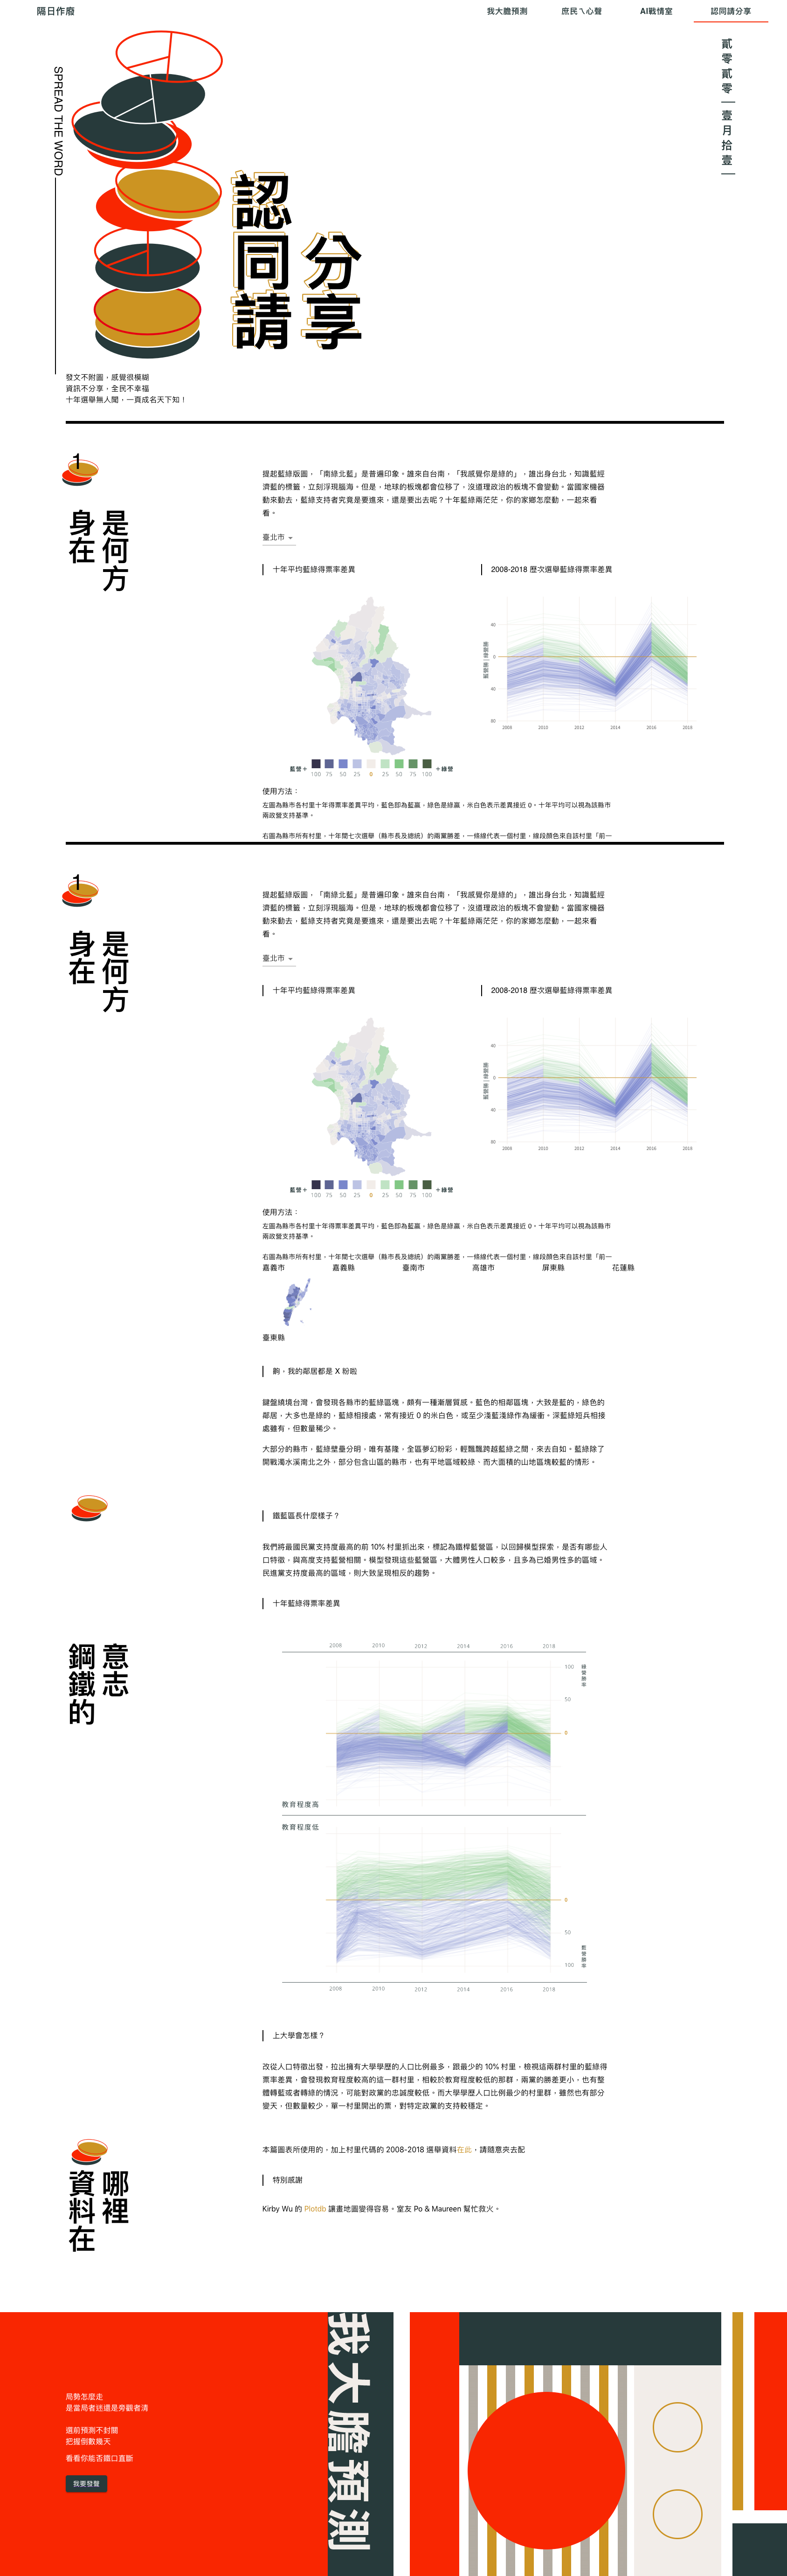 隔日作廢
我大膽預測
庶民ㄟ心聲
AI戰情室
認同請分享
貳零貳零 | 壹月拾壹 |
SPREAD THE WORD
認同請
分享
發文不附圖，感覺很模糊
資訊不分享，全民不幸福
十年選舉無人聞，一頁成名天下知！
1
身在
是何方
提起藍綠版圖，「南綠北藍」是普遍印象。誰來自台南，「我感覺你是綠的」，誰出身台北，知識藍經
濟藍的標籤，立刻浮現腦海。但是，地球的板塊都會位移了，沒道理政治的板塊不會變動。當國家機器
動來動去，藍綠支持者究竟是要進來，還是要出去呢？十年藍綠兩茫茫，你的家鄉怎麼動，一起來看
看。
臺北市
十年平均藍綠得票率差異
2008-2018 歷次選舉藍綠得票率差異
40
0
40
80
藍營勝 | 綠營勝
2008 2010 2012 2014 2016 2018
藍營＋
100 75 50 25 0 25 50 75 100
＋綠營
使用方法：
左圖為縣市各村里十年得票率差異平均，藍色即為藍贏，綠色是綠贏，米白色表示差異接近 0。十年平均可以視為該縣市
兩政營支持基準。
右圖為縣市所有村里，十年間七次選舉（縣市長及總統）的兩黨勝差，一條線代表一個村里，線段顏色來自該村里「前一
1
身在
是何方
提起藍綠版圖，「南綠北藍」是普遍印象。誰來自台南，「我感覺你是綠的」，誰出身台北，知識藍經
濟藍的標籤，立刻浮現腦海。但是，地球的板塊都會位移了，沒道理政治的板塊不會變動。當國家機器
動來動去，藍綠支持者究竟是要進來，還是要出去呢？十年藍綠兩茫茫，你的家鄉怎麼動，一起來看
看。
臺北市
十年平均藍綠得票率差異
2008-2018 歷次選舉藍綠得票率差異
40
0
40
80
藍營勝 | 綠營勝
2008 2010 2012 2014 2016 2018
藍營＋
100 75 50 25 0 25 50 75 100
＋綠營
使用方法：
左圖為縣市各村里十年得票率差異平均，藍色即為藍贏，綠色是綠贏，米白色表示差異接近 0。十年平均可以視為該縣市
兩政營支持基準。
右圖為縣市所有村里，十年間七次選舉（縣市長及總統）的兩黨勝差，一條線代表一個村里，線段顏色來自該村里「前一
嘉義市 嘉義縣 臺南市 高雄市 屏東縣 花蓮縣
臺東縣
齁，我的鄰居都是 X 粉啦
鍵盤繞境台灣，會發現各縣市的藍綠區塊，頗有一種漸層質感。藍色的相鄰區塊，大致是藍的，綠色的
鄰居，大多也是綠的，藍綠相接處，常有接近 0 的米白色，或至少淺藍淺綠作為緩衝。深藍綠短兵相接
處雖有，但數量稀少。
大部分的縣市，藍綠壁壘分明，唯有基隆，全區夢幻粉彩，輕飄飄跨越藍綠之間，來去自如。藍綠除了
開戰濁水溪南北之外，部分包含山區的縣市，也有平地區域較綠、而大面積的山地區塊較藍的情形。
鋼鐵的
意志
鐵藍區長什麼樣子？
我們將最國民黨支持度最高的前 10% 村里抓出來，標記為鐵桿藍營區，以回歸模型探索，是否有哪些人
口特徵，與高度支持藍營相關。模型發現這些藍營區，大體男性人口較多，且多為已婚男性多的區域。
民進黨支持度最高的區域，則大致呈現相反的趨勢。
十年藍綠得票率差異
2008 2010 2012 2014 2016 2018
100
50
0
教育程度高
教育程度低
0
50
100
2008 2010 2012 2014 2016 2018
上大學會怎樣？
改從人口特徵出發，拉出擁有大學學歷的人口比例最多，跟最少的 10% 村里，檢視這兩群村里的藍綠得
票率差異，會發現教育程度較高的這一群村里，相較於教育程度較低的那群，兩黨的勝差更小，也有整
體轉藍或者轉綠的情況，可能對政黨的忠誠度較低。而大學學歷人口比例最少的村里群，雖然也有部分
變天，但數量較少，單一村里開出的票，對特定政黨的支持較穩定。
資料在
哪裡
本篇圖表所使用的、加上村里代碼的 2008-2018 選舉資料在此，請隨意夾去配
特別感謝
Kirby Wu 的 Plotdb 讓畫地圖變得容易。室友 Po & Maureen 幫忙救火。
局勢怎麼走
是當局者迷還是旁觀者清
選前預測不封關
把握倒數幾天
看看你能否鐵口直斷
我要發聲
我大膽預測